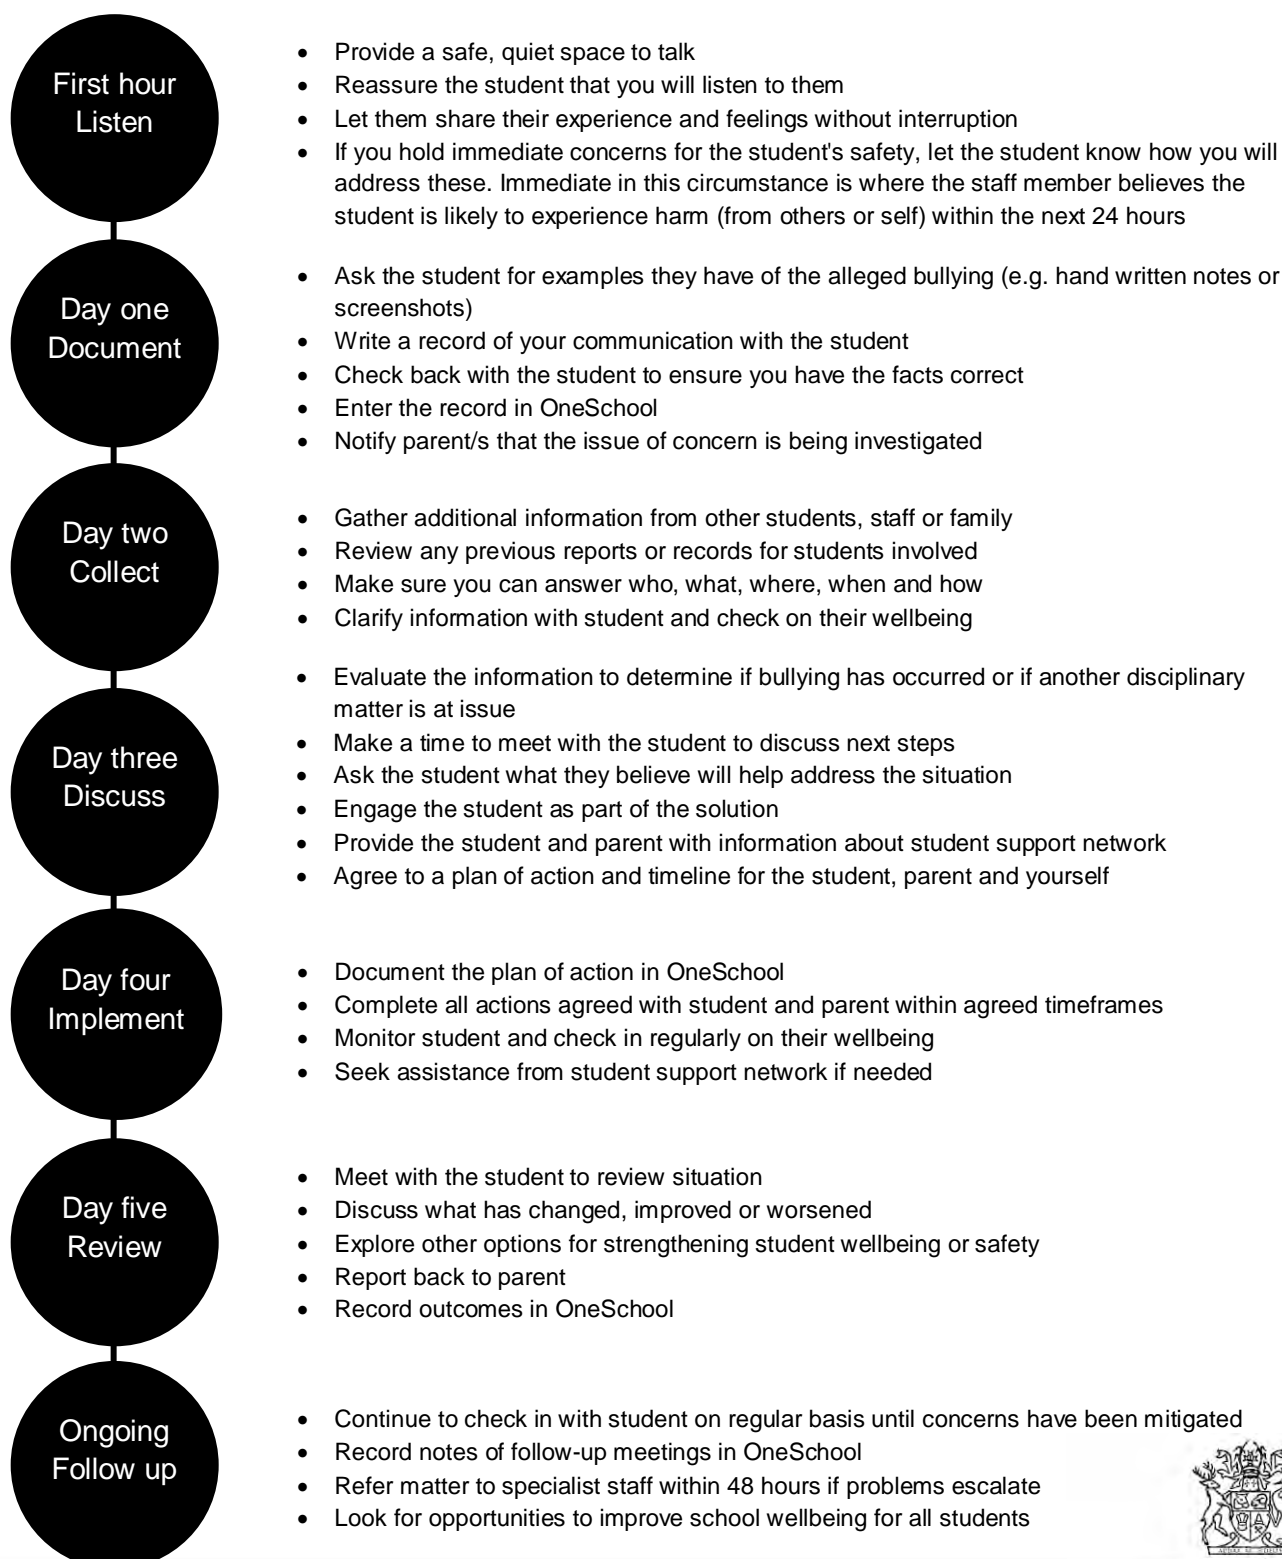 First hour
Listen
• Provide a safe, quiet space to talk
• Reassure the student that you will listen to them
• Let them share their experience and feelings without interruption
• If you hold immediate concerns for the student's safety, let the student know how you will
address these. Immediate in this circumstance is where the staff member believes the
student is likely to experience harm (from others or self) within the next 24 hours
Day one
Document
• Ask the student for examples they have of the alleged bullying (e.g. hand written notes or
screenshots)
• Write a record of your communication with the student
• Check back with the student to ensure you have the facts correct
• Enter the record in OneSchool
• Notify parent/s that the issue of concern is being investigated
Day two
Collect
• Gather additional information from other students, staff or family
• Review any previous reports or records for students involved
• Make sure you can answer who, what, where, when and how
• Clarify information with student and check on their wellbeing
Day three
Discuss
• Evaluate the information to determine if bullying has occurred or if another disciplinary
matter is at issue
• Make a time to meet with the student to discuss next steps
• Ask the student what they believe will help address the situation
• Engage the student as part of the solution
• Provide the student and parent with information about student support network
• Agree to a plan of action and timeline for the student, parent and yourself
Day four
Implement
• Document the plan of action in OneSchool
• Complete all actions agreed with student and parent within agreed timeframes
• Monitor student and check in regularly on their wellbeing
• Seek assistance from student support network if needed
Day five
Review
• Meet with the student to review situation
• Discuss what has changed, improved or worsened
• Explore other options for strengthening student wellbeing or safety
• Report back to parent
• Record outcomes in OneSchool
Ongoing
Follow up
• Continue to check in with student on regular basis until concerns have been mitigated
• Record notes of follow-up meetings in OneSchool
• Refer matter to specialist staff within 48 hours if problems escalate
• Look for opportunities to improve school wellbeing for all students